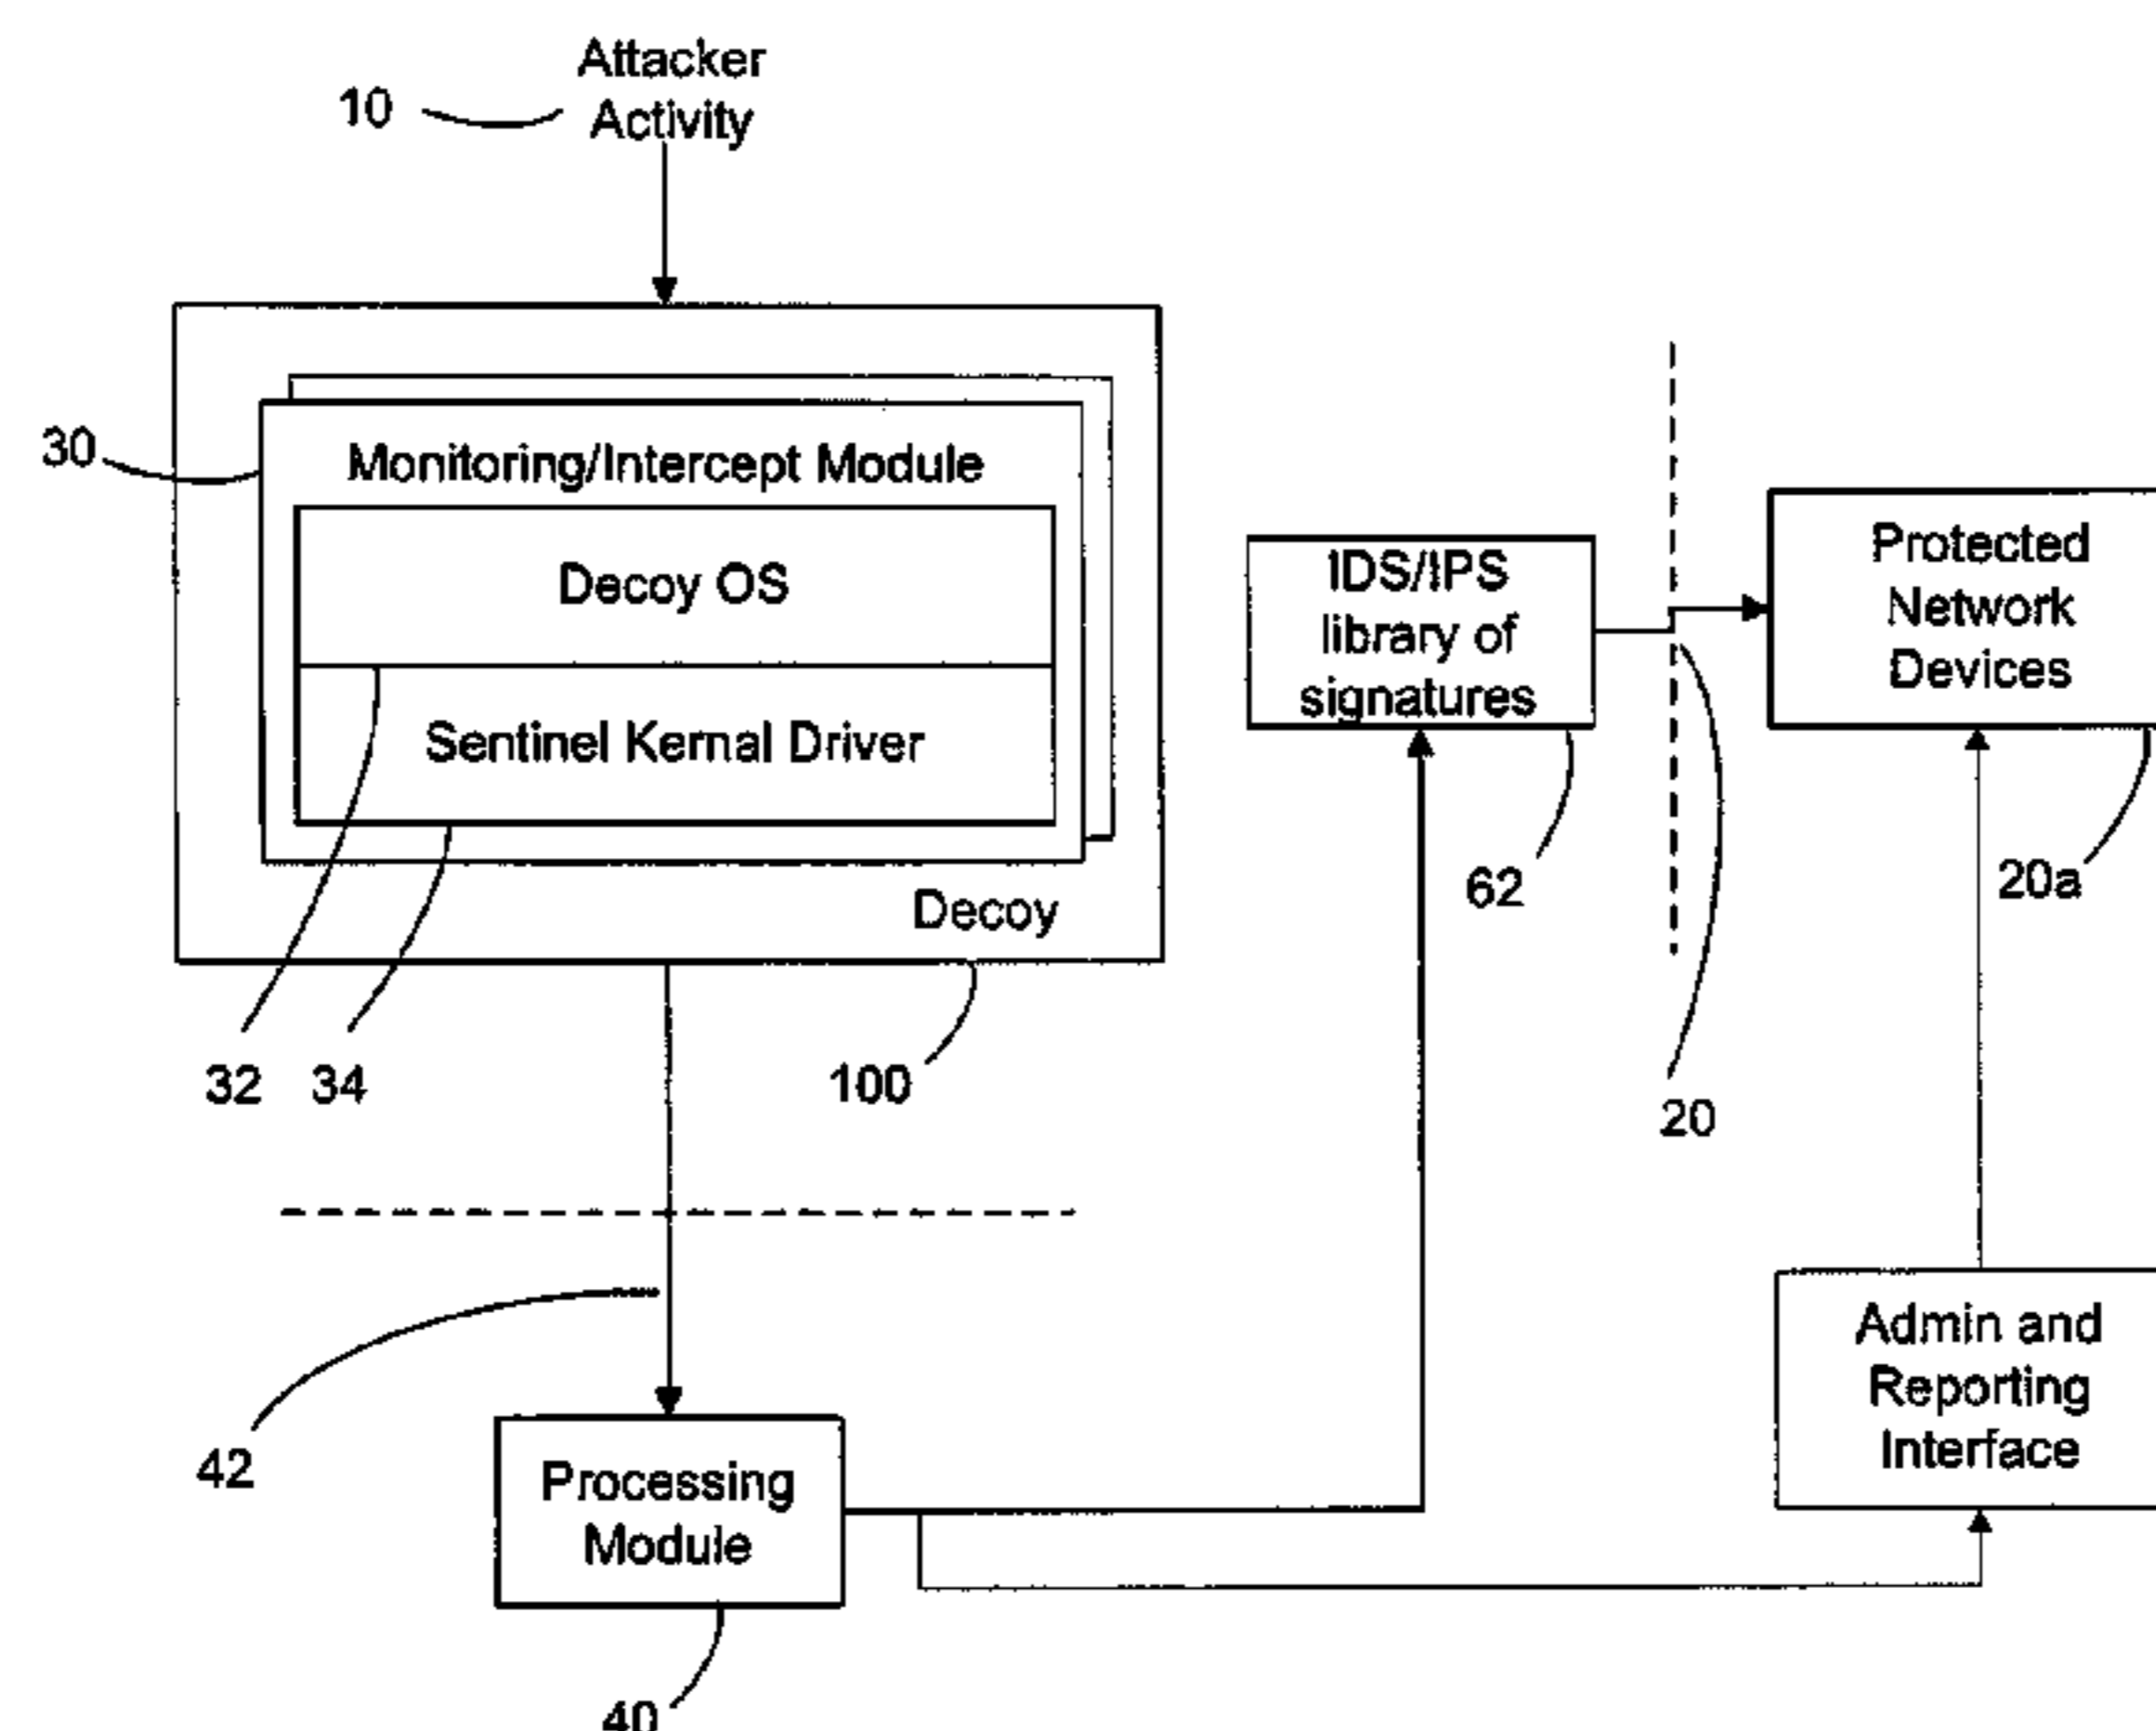 Attacker
Activity
10
30
Monitoring/Intercept Module
Decoy OS
Sentinel Kernal Driver
Decoy
32
34
100
IDS/IPS
library of
signatures
62
20
Protected
Network
Devices
20a
42
Processing
Module
40
Admin and
Reporting
Interface